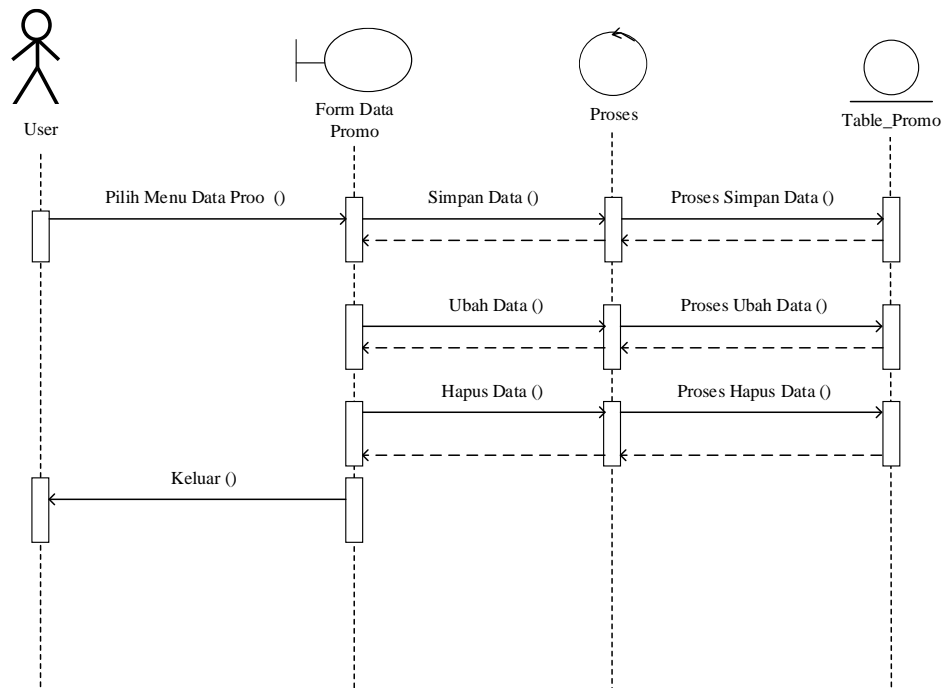 User
Form Data
Promo
Proses
Table_Promo
Pilih Menu Data Proo ()
Simpan Data ()
Proses Simpan Data ()
Ubah Data ()
Proses Ubah Data ()
Hapus Data ()
Proses Hapus Data ()
Keluar ()